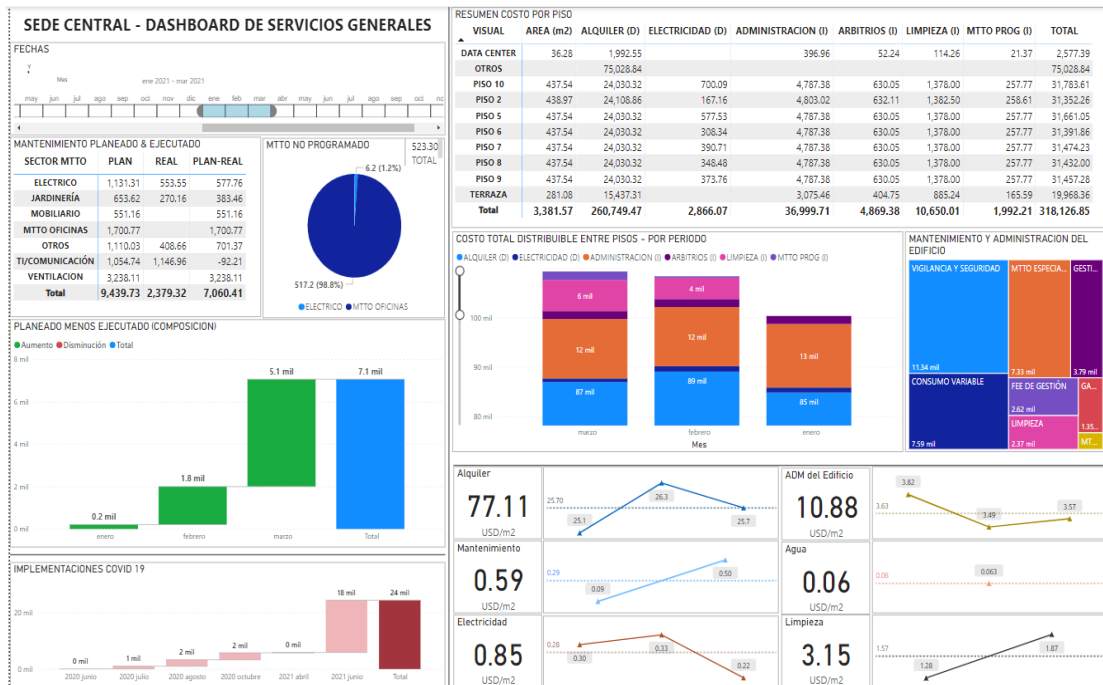 SEDE CENTRAL - DASHBOARD DE SERVICIOS GENERALES
FECHAS
Mes
ene 2021 - mar 2021
may jun jul ago sep oct nov dic ene feb mar abr may jun jul ago sep oct
MANTENIMIENTO PLANEADO & EJECUTADO
SECTOR MTTO PLAN REAL PLAN-REAL
ELECTRICO 1,131.31 553.55 577.76
JARDINERÍA 653.62 270.16 383.46
MOBILIARIO 551.16 551.16
MTTO OFICINAS 1,700.77 1,700.77
OTROS 1,110.03 408.66 701.37
TI/COMUNICACIÓN 1,054.74 1,146.96 -92.21
VENTILACION 3,238.11 3,238.11
Total 9,439.73 2,379.32 7,060.41
MTTO NO PROGRAMADO
523.30
TOTAL
6.2 (1.2%)
517.2 (98.8%)
ELECTRICO MTTO OFICINAS
PLANEADO MENOS EJECUTADO (COMPOSICION)
Aumento Disminución Total
8 mil
6 mil
4 mil
2 mil
0 mil
0.2 mil
1.8 mil
5.1 mil
7.1 mil
enero febrero marzo Total
IMPLEMENTACIONES COVID 19
20 mil
0 mil
0 mil
1 mil
2 mil
2 mil
0 mil
18 mil
24 mil
2020 junio 2020 julio 2020 agosto 2020 octubre 2021 abril 2021 junio Total
RESUMEN COSTO POR PISO
VISUAL AREA (m2) ALQUILER (D) ELECTRICIDAD (D) ADMINISTRACION (I) ARBITRIOS (I) LIMPIEZA (I) MTTO PROG (I) TOTAL
DATA CENTER 36.28 1,992.55 396.96 52.24 114.26 21.37 2,577.39
OTROS 75,028.84 75,028.84
PISO 10 437.54 24,030.32 700.09 4,787.38 630.05 1,378.00 257.77 31,783.61
PISO 2 438.97 24,108.86 167.16 4,803.02 632.11 1,382.50 258.61 31,352.26
PISO 5 437.54 24,030.32 577.53 4,787.38 630.05 1,378.00 257.77 31,661.05
PISO 6 437.54 24,030.32 308.34 4,787.38 630.05 1,378.00 257.77 31,391.86
PISO 7 437.54 24,030.32 390.71 4,787.38 630.05 1,378.00 257.77 31,474.23
PISO 8 437.54 24,030.32 348.48 4,787.38 630.05 1,378.00 257.77 31,432.00
PISO 9 437.54 24,030.32 373.76 4,787.38 630.05 1,378.00 257.77 31,457.28
TERRAZA 281.08 15,437.31 3,075.46 404.75 885.24 165.59 19,968.36
Total 3,381.57 260,749.47 2,866.07 36,999.71 4,869.38 10,650.01 1,992.21 318,126.85
COSTO TOTAL DISTRIBUIBLE ENTRE PISOS - POR PERIODO
ALQUILER (D) ELECTRICIDAD (D) ADMINISTRACION (I) ARBITRIOS (I) LIMPIEZA (I) MTTO PROG (I)
100 mil
90 mil
80 mil
6 mil
12 mil
87 mil
4 mil
12 mil
89 mil
13 mil
85 mil
marzo febrero enero
Mes
MANTENIMIENTO Y ADMINISTRACION DEL
EDIFICIO
VIGILANCIA Y SEGURIDAD
11.34 mil
MTTO ESPECIA...
7.33 mil
GESTI...
3.79 mil
CONSUMO VARIABLE
7.59 mil
FEE DE GESTIÓN
2.62 mil
LIMPIEZA
2.37 mil
GA...
1.35...
MT...
Alquiler
77.11
USD/m2
25.70
25.1
26.3
25.7
ADM del Edificio
10.88
USD/m2
3.63
3.82
3.49
3.57
Mantenimiento
0.59
USD/m2
0.29
0.09
0.50
Agua
0.06
USD/m2
0.06
0.063
Electricidad
0.85
USD/m2
0.28
0.30
0.33
0.22
Limpieza
3.15
USD/m2
1.57
1.28
1.87